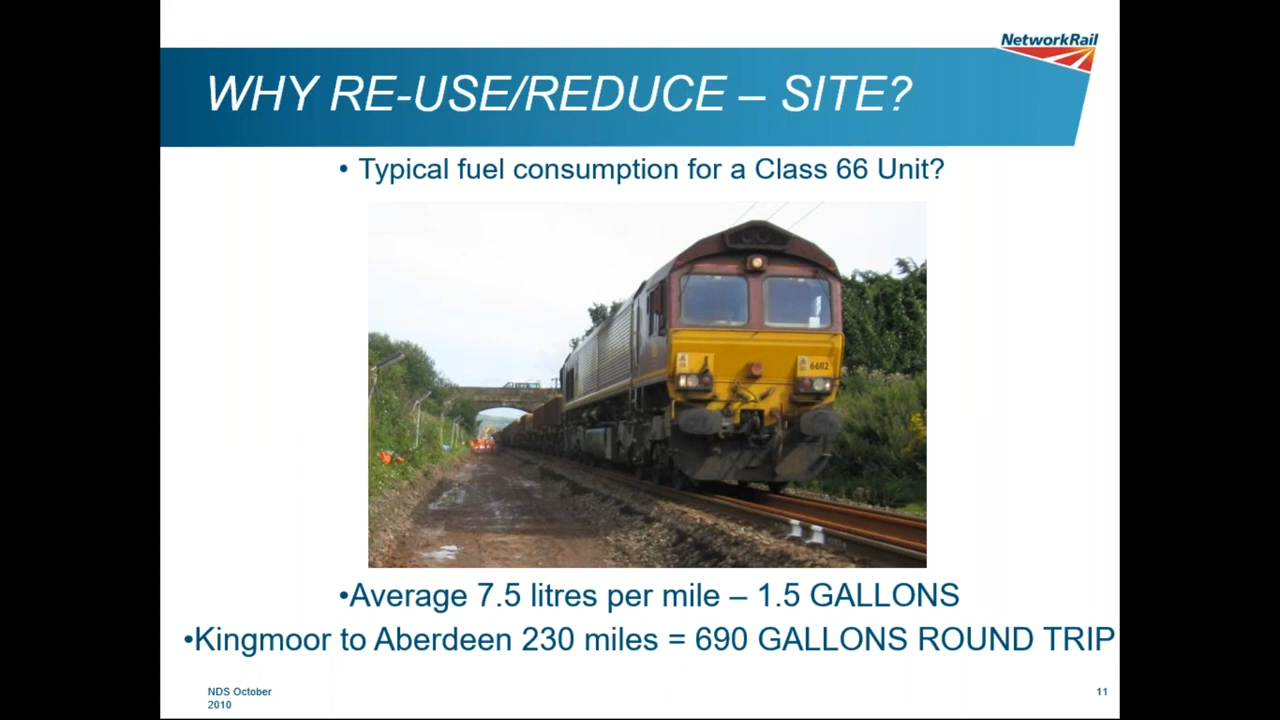 NetworkRail
WHY RE-USE/REDUCE – SITE?
• Typical fuel consumption for a Class 66 Unit?
66112
•Average 7.5 litres per mile – 1.5 GALLONS
•Kingmoor to Aberdeen 230 miles = 690 GALLONS ROUND TRIP
NDS October
2010
11